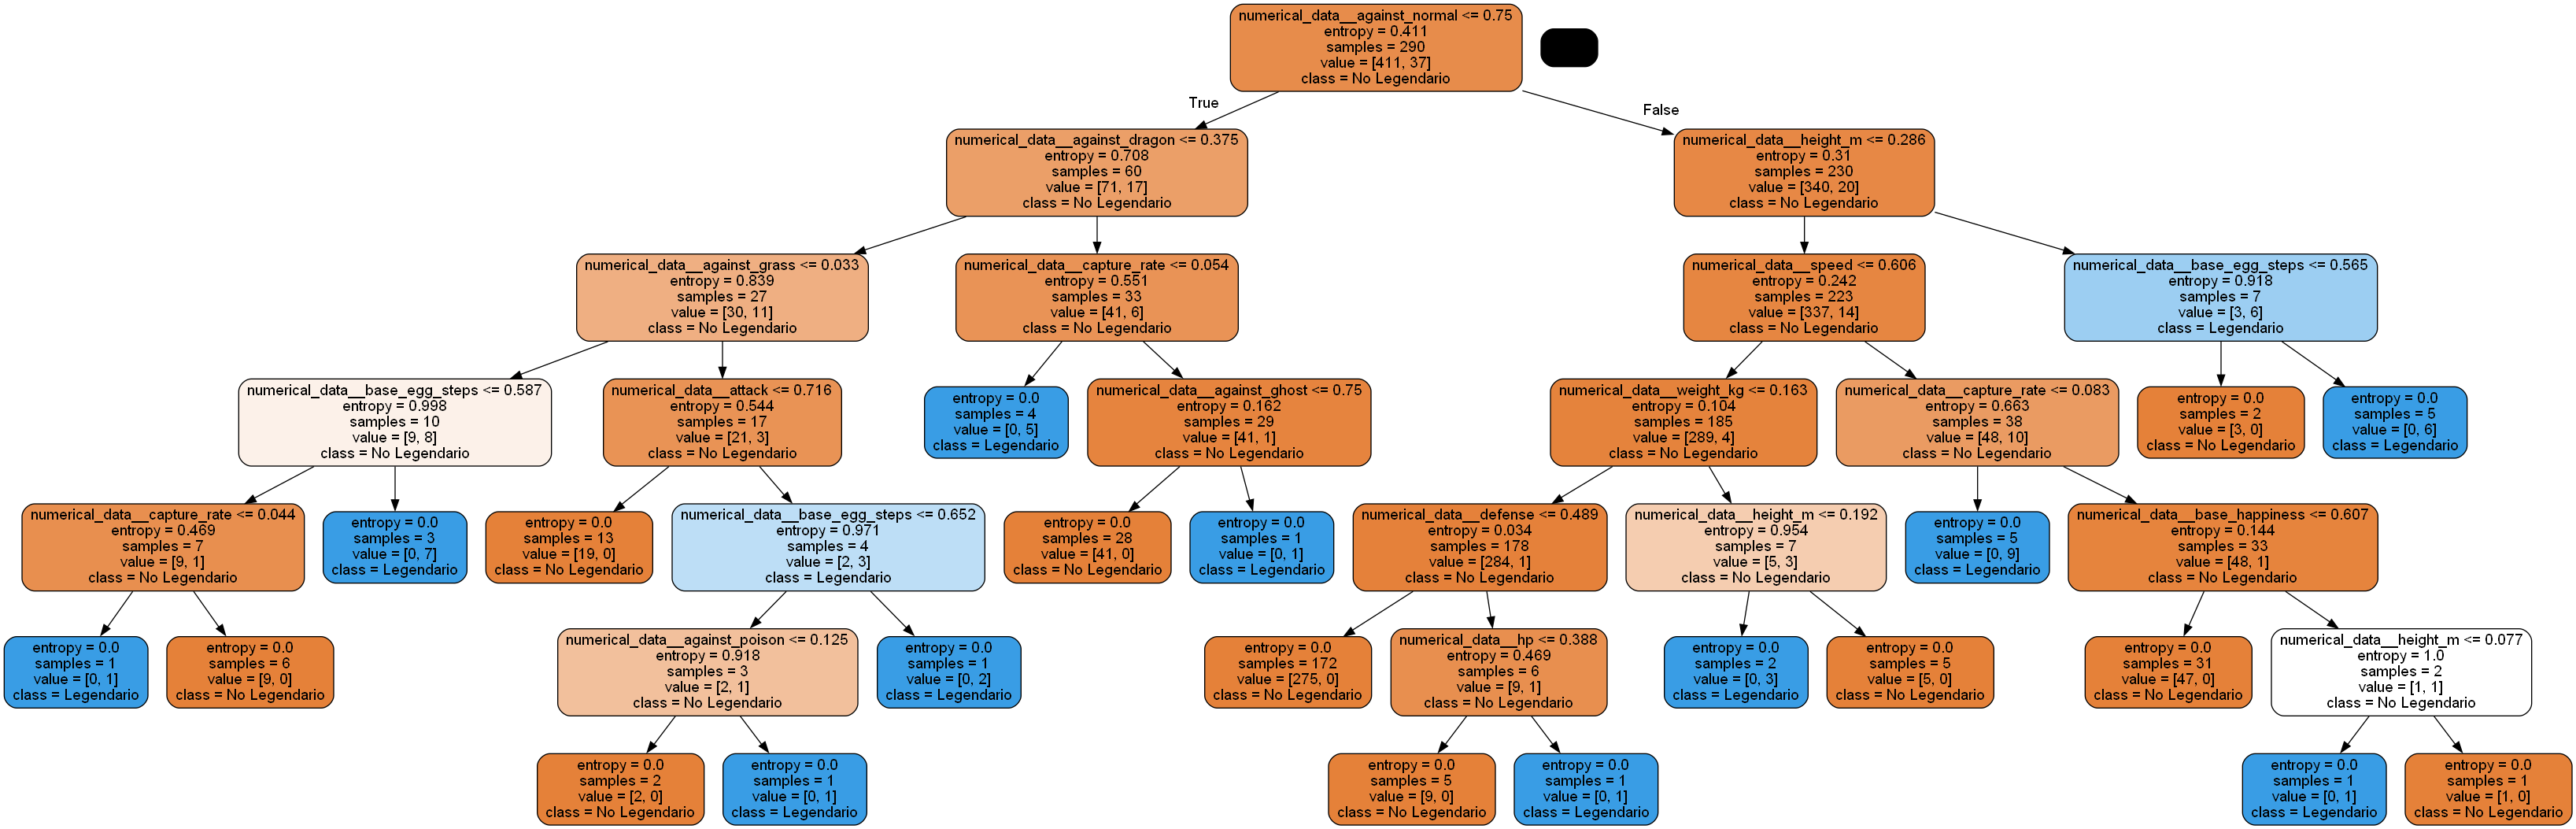 numerical_data__against_normal <= 0.75
entropy = 0.411
samples = 290
value = [411, 37]
class = No Legendario
True
False
numerical_data__against_dragon <= 0.375
entropy = 0.708
samples = 60
value = [71, 17]
class = No Legendario
numerical_data__height_m <= 0.286
entropy = 0.31
samples = 230
value = [340, 20]
class = No Legendario
numerical_data__against_grass <= 0.033
entropy = 0.839
samples = 27
value = [30, 11]
class = No Legendario
numerical_data__capture_rate <= 0.054
entropy = 0.551
samples = 33
value = [41, 6]
class = No Legendario
numerical_data__speed <= 0.606
entropy = 0.242
samples = 223
value = [337, 14]
class = No Legendario
numerical_data__base_egg_steps <= 0.565
entropy = 0.918
samples = 7
value = [3, 6]
class = Legendario
numerical_data__base_egg_steps <= 0.587
entropy = 0.998
samples = 10
value = [9, 8]
class = No Legendario
numerical_data__attack <= 0.716
entropy = 0.544
samples = 17
value = [21, 3]
class = No Legendario
entropy = 0.0
samples = 4
value = [0, 5]
class = Legendario
numerical_data__against_ghost <= 0.75
entropy = 0.162
samples = 29
value = [41, 1]
class = No Legendario
numerical_data__weight_kg <= 0.163
entropy = 0.104
samples = 185
value = [289, 4]
class = No Legendario
numerical_data__capture_rate <= 0.083
entropy = 0.663
samples = 38
value = [48, 10]
class = No Legendario
entropy = 0.0
samples = 2
value = [3, 0]
class = No Legendario
entropy = 0.0
samples = 5
value = [0, 6]
class = Legendario
numerical_data__capture_rate <= 0.044
entropy = 0.469
samples = 7
value = [9, 1]
class = No Legendario
entropy = 0.0
samples = 3
value = [0, 7]
class = Legendario
entropy = 0.0
samples = 13
value = [19, 0]
class = No Legendario
numerical_data__base_egg_steps <= 0.652
entropy = 0.971
samples = 4
value = [2, 3]
class = Legendario
entropy = 0.0
samples = 28
value = [41, 0]
class = No Legendario
entropy = 0.0
samples = 1
value = [0, 1]
class = Legendario
numerical_data__defense <= 0.489
entropy = 0.034
samples = 178
value = [284, 1]
class = No Legendario
numerical_data__height_m <= 0.192
entropy = 0.954
samples = 7
value = [5, 3]
class = No Legendario
entropy = 0.0
samples = 5
value = [0, 9]
class = Legendario
numerical_data__base_happiness <= 0.607
entropy = 0.144
samples = 33
value = [48, 1]
class = No Legendario
entropy = 0.0
samples = 1
value = [0, 1]
class = Legendario
entropy = 0.0
samples = 6
value = [9, 0]
class = No Legendario
numerical_data__against_poison <= 0.125
entropy = 0.918
samples = 3
value = [2, 1]
class = No Legendario
entropy = 0.0
samples = 1
value = [0, 2]
class = Legendario
entropy = 0.0
samples = 172
value = [275, 0]
class = No Legendario
numerical_data__hp <= 0.388
entropy = 0.469
samples = 6
value = [9, 1]
class = No Legendario
entropy = 0.0
samples = 2
value = [0, 3]
class = Legendario
entropy = 0.0
samples = 5
value = [5, 0]
class = No Legendario
entropy = 0.0
samples = 31
value = [47, 0]
class = No Legendario
numerical_data__height_m <= 0.077
entropy = 1.0
samples = 2
value = [1, 1]
class = No Legendario
entropy = 0.0
samples = 2
value = [2, 0]
class = No Legendario
entropy = 0.0
samples = 1
value = [0, 1]
class = Legendario
entropy = 0.0
samples = 5
value = [9, 0]
class = No Legendario
entropy = 0.0
samples = 1
value = [0, 1]
class = Legendario
entropy = 0.0
samples = 1
value = [0, 1]
class = Legendario
entropy = 0.0
samples = 1
value = [1, 0]
class = No Legendario